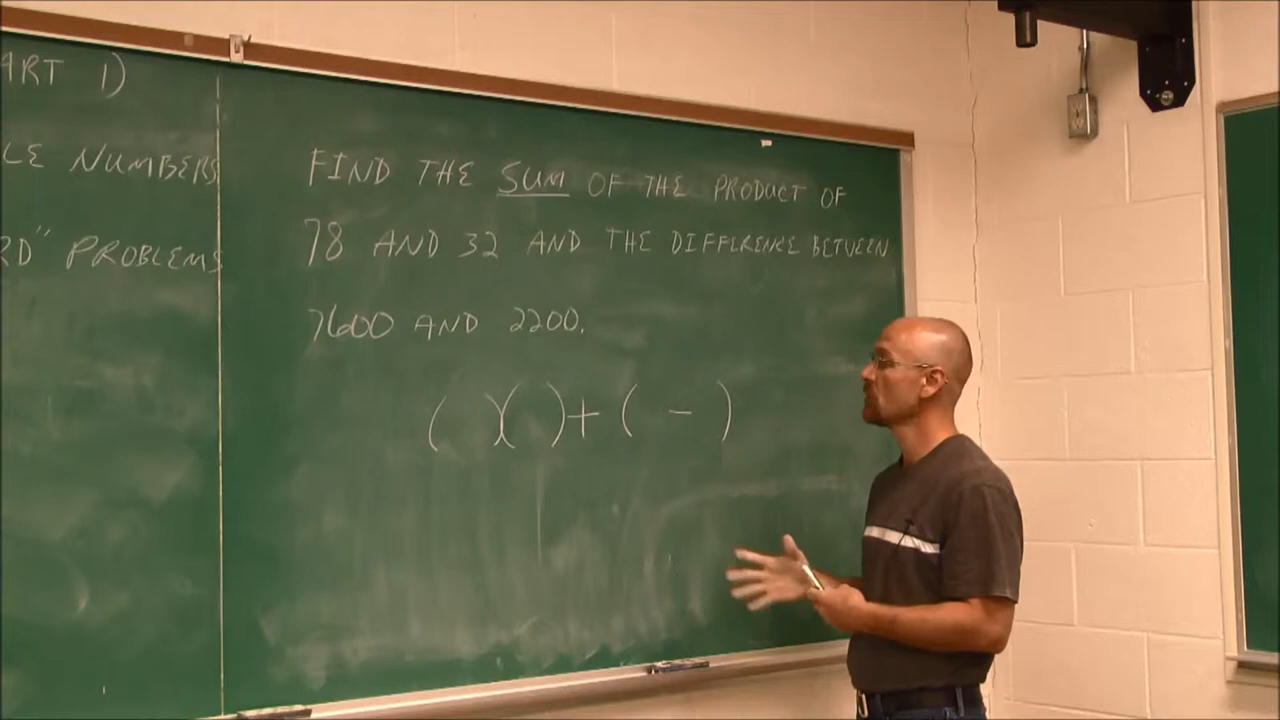 ART 1)
LE NUMBERS
RD" PROBLEMS
FIND THE SUM OF THE PRODUCT OF
78 AND 32 AND THE DIFFERENCE BETWEEN
7600 AND 2200.
( )( ) + ( - )